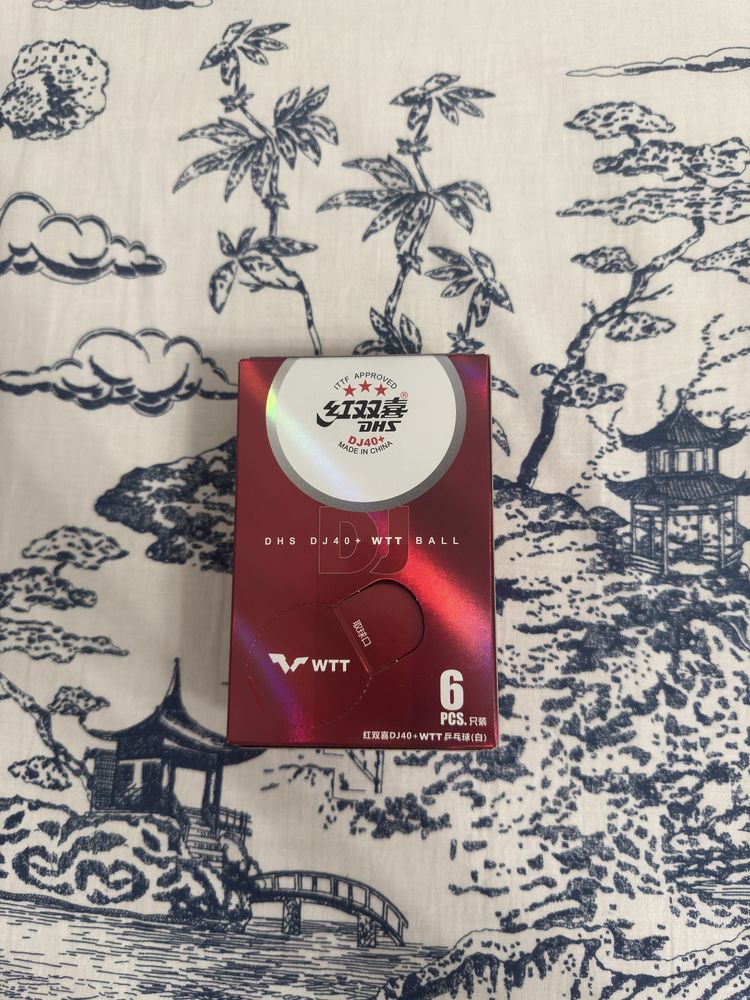 ITTF APPROVED
红双喜®
DHS
DJ40+
MADE IN CHINA
DJ
DHS DJ40+ WTT BALL
取球口
WTT
6
PCS. 只装
红双喜DJ40+WTT乒乓球(白)